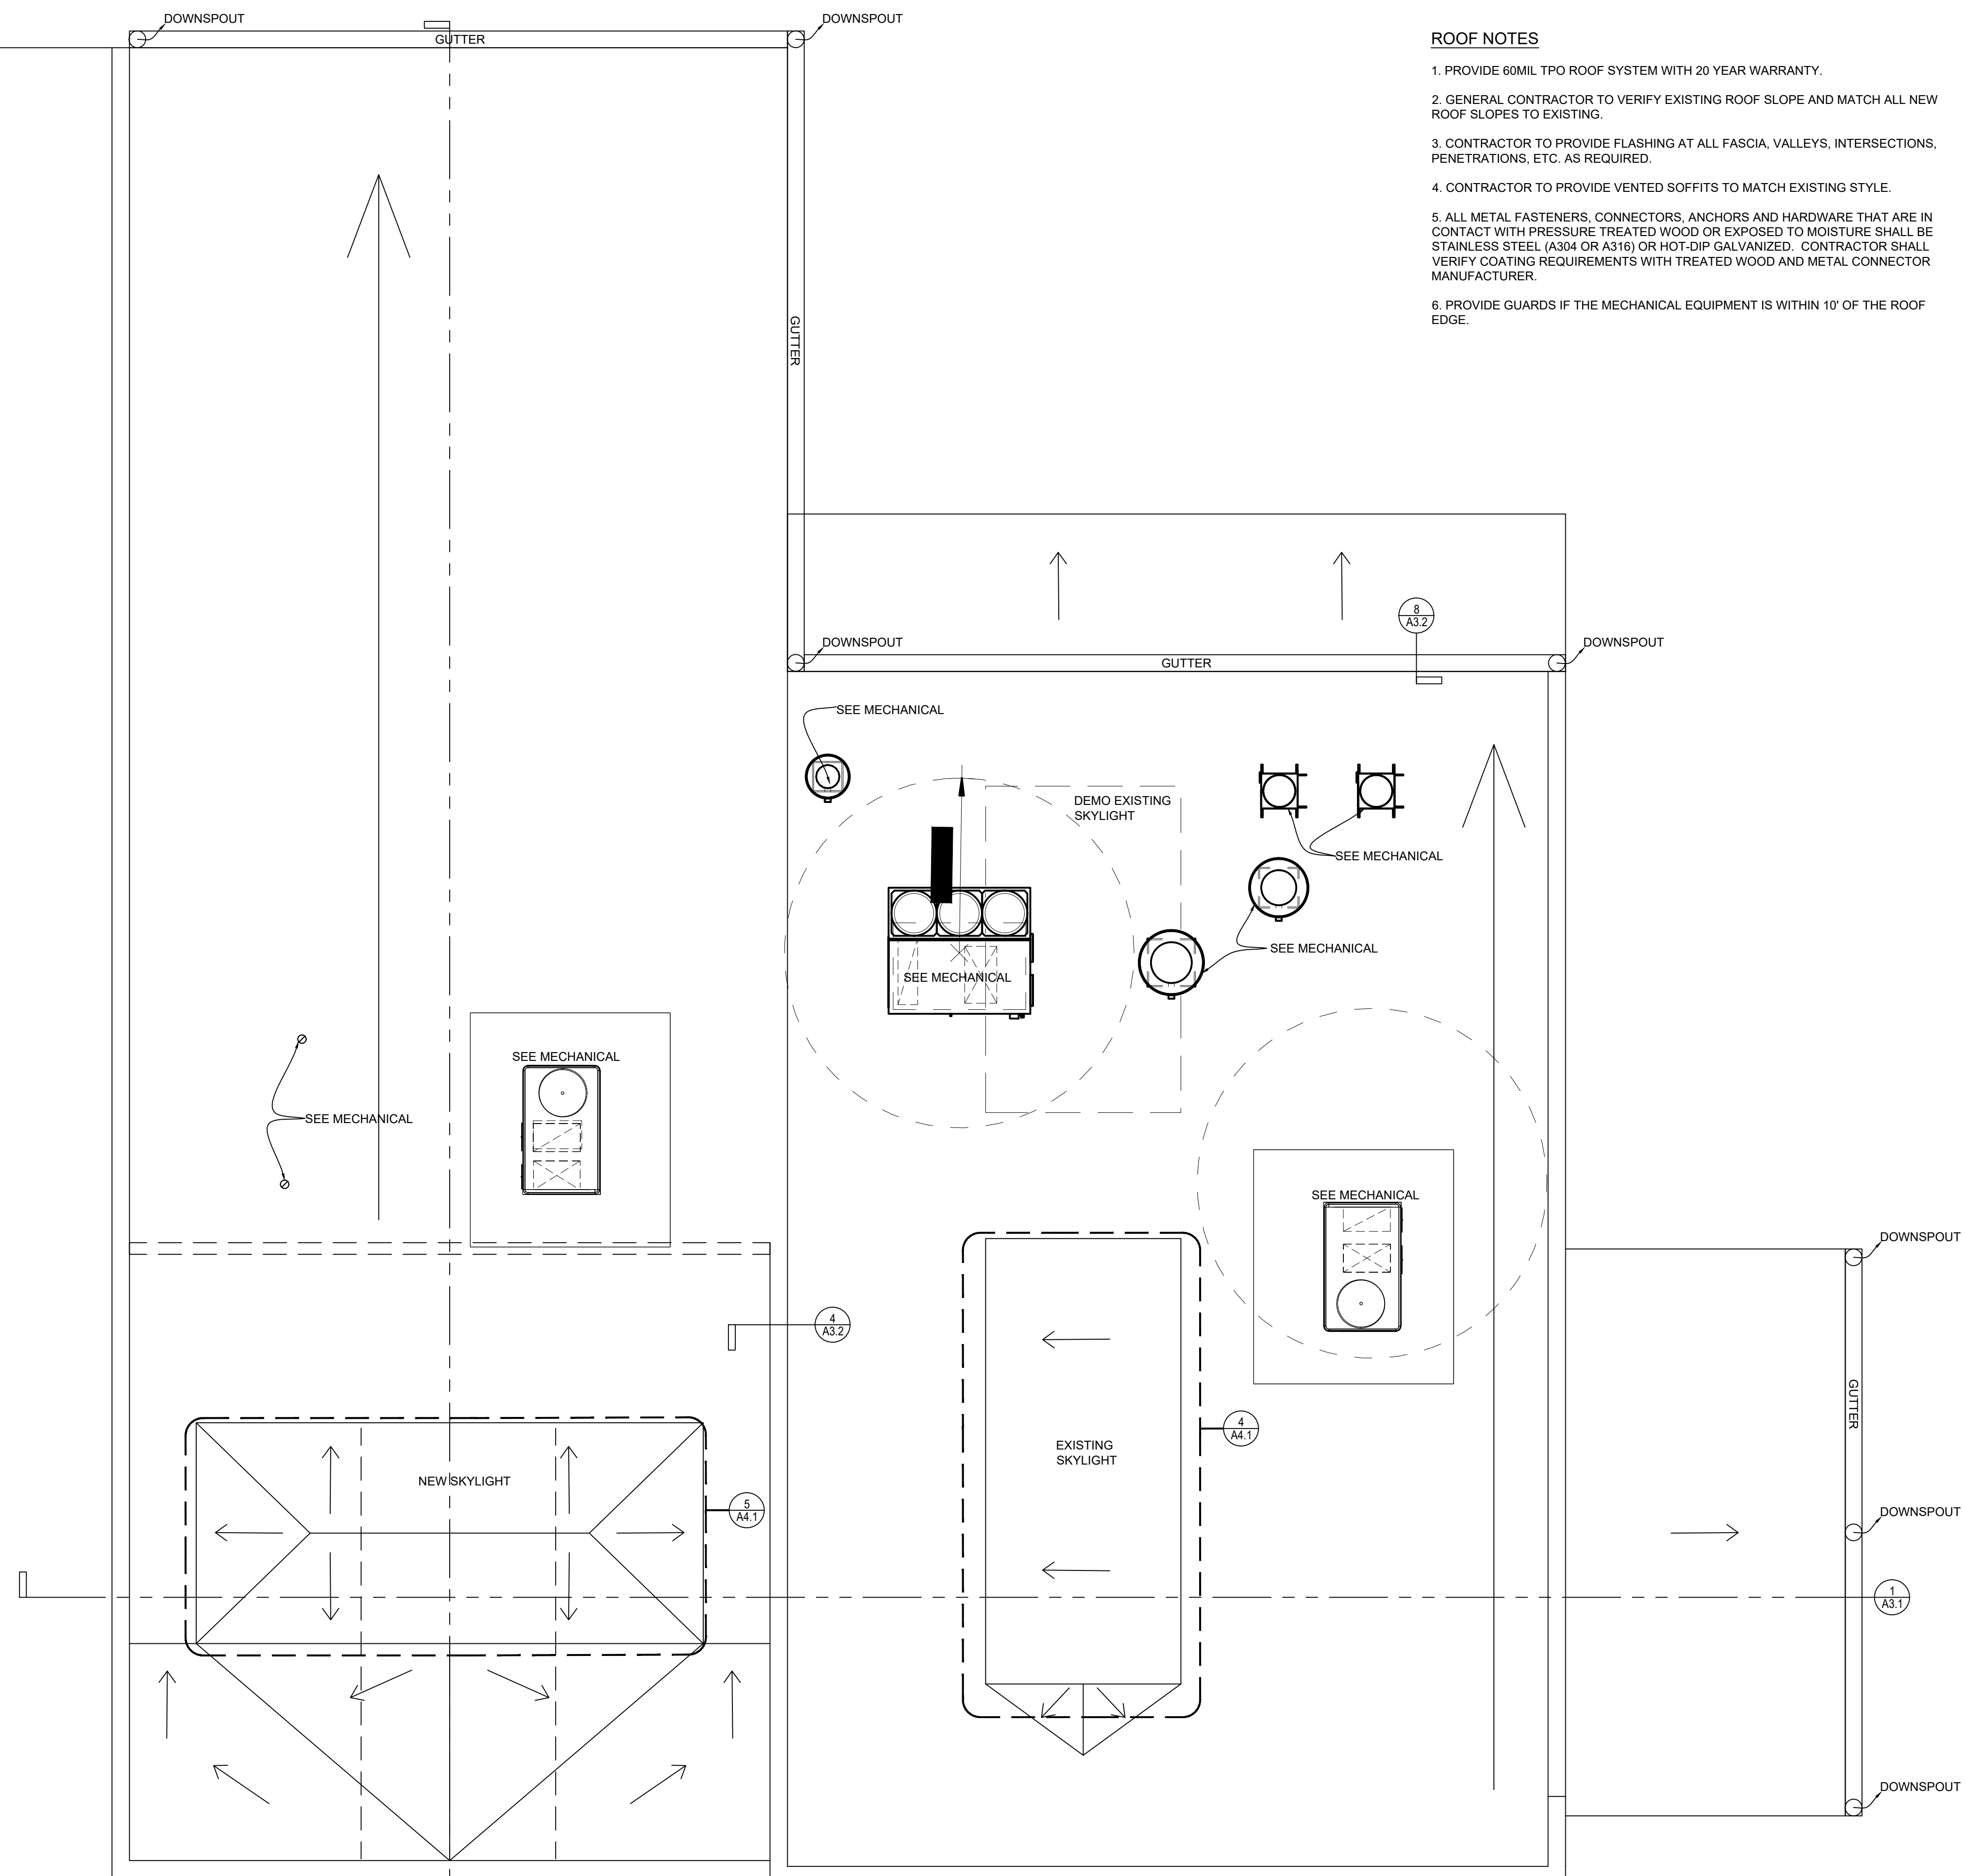 DOWNSPOUT
DOWNSPOUT
GUTTER
ROOF NOTES
1. PROVIDE 60MIL TPO ROOF SYSTEM WITH 20 YEAR WARRANTY.
2. GENERAL CONTRACTOR TO VERIFY EXISTING ROOF SLOPE AND MATCH ALL NEW
ROOF SLOPES TO EXISTING.
3. CONTRACTOR TO PROVIDE FLASHING AT ALL FASCIA, VALLEYS, INTERSECTIONS,
PENETRATIONS, ETC. AS REQUIRED.
4. CONTRACTOR TO PROVIDE VENTED SOFFITS TO MATCH EXISTING STYLE.
5. ALL METAL FASTENERS, CONNECTORS, ANCHORS AND HARDWARE THAT ARE IN
CONTACT WITH PRESSURE TREATED WOOD OR EXPOSED TO MOISTURE SHALL BE
STAINLESS STEEL (A304 OR A316) OR HOT-DIP GALVANIZED.  CONTRACTOR SHALL
VERIFY COATING REQUIREMENTS WITH TREATED WOOD AND METAL CONNECTOR
MANUFACTURER.
6. PROVIDE GUARDS IF THE MECHANICAL EQUIPMENT IS WITHIN 10' OF THE ROOF
EDGE.
GUTTER
8
A3.2
DOWNSPOUT
DOWNSPOUT
GUTTER
SEE MECHANICAL
DEMO EXISTING
SKYLIGHT
SEE MECHANICAL
SEE MECHANICAL
SEE MECHANICAL
SEE MECHANICAL
SEE MECHANICAL
SEE MECHANICAL
DOWNSPOUT
4
A3.2
GUTTER
4
A4.1
EXISTING
SKYLIGHT
NEW SKYLIGHT
5
A4.1
DOWNSPOUT
1
A3.1
DOWNSPOUT